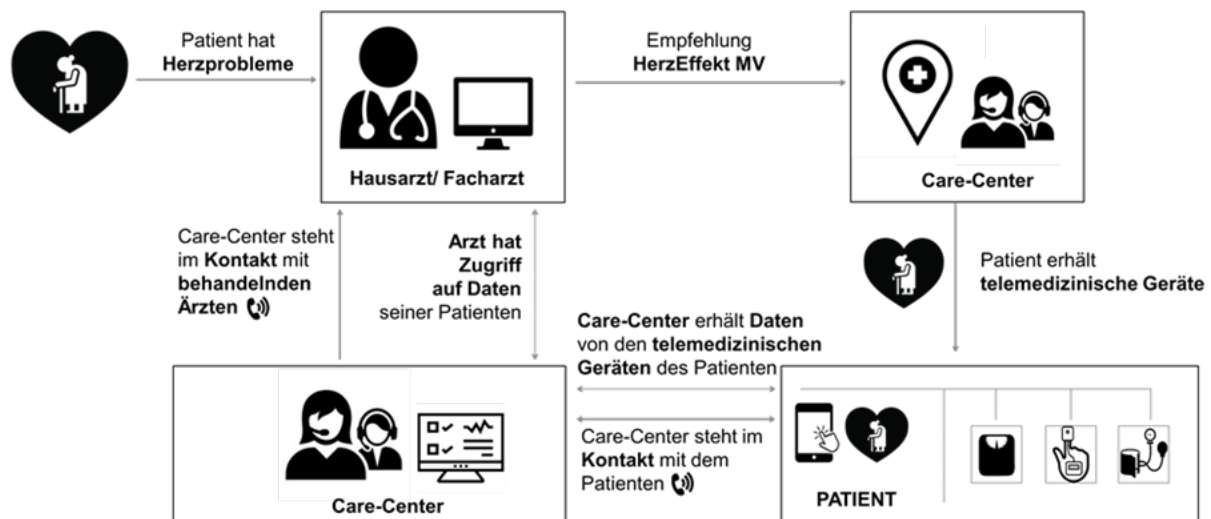 Patient hat
Herzprobleme
Empfehlung
HerzEffekt MV
Hausarzt/ Facharzt
Care-Center
Care-Center steht
im Kontakt mit
behandelnden
Ärzten
Arzt hat
Zugriff
auf Daten
seiner Patienten
Patient erhält
telemedizinische Geräte
Care-Center erhält Daten
von den telemedizinischen
Geräten des Patienten
Care-Center steht im
Kontakt mit dem
Patienten
Care-Center
PATIENT